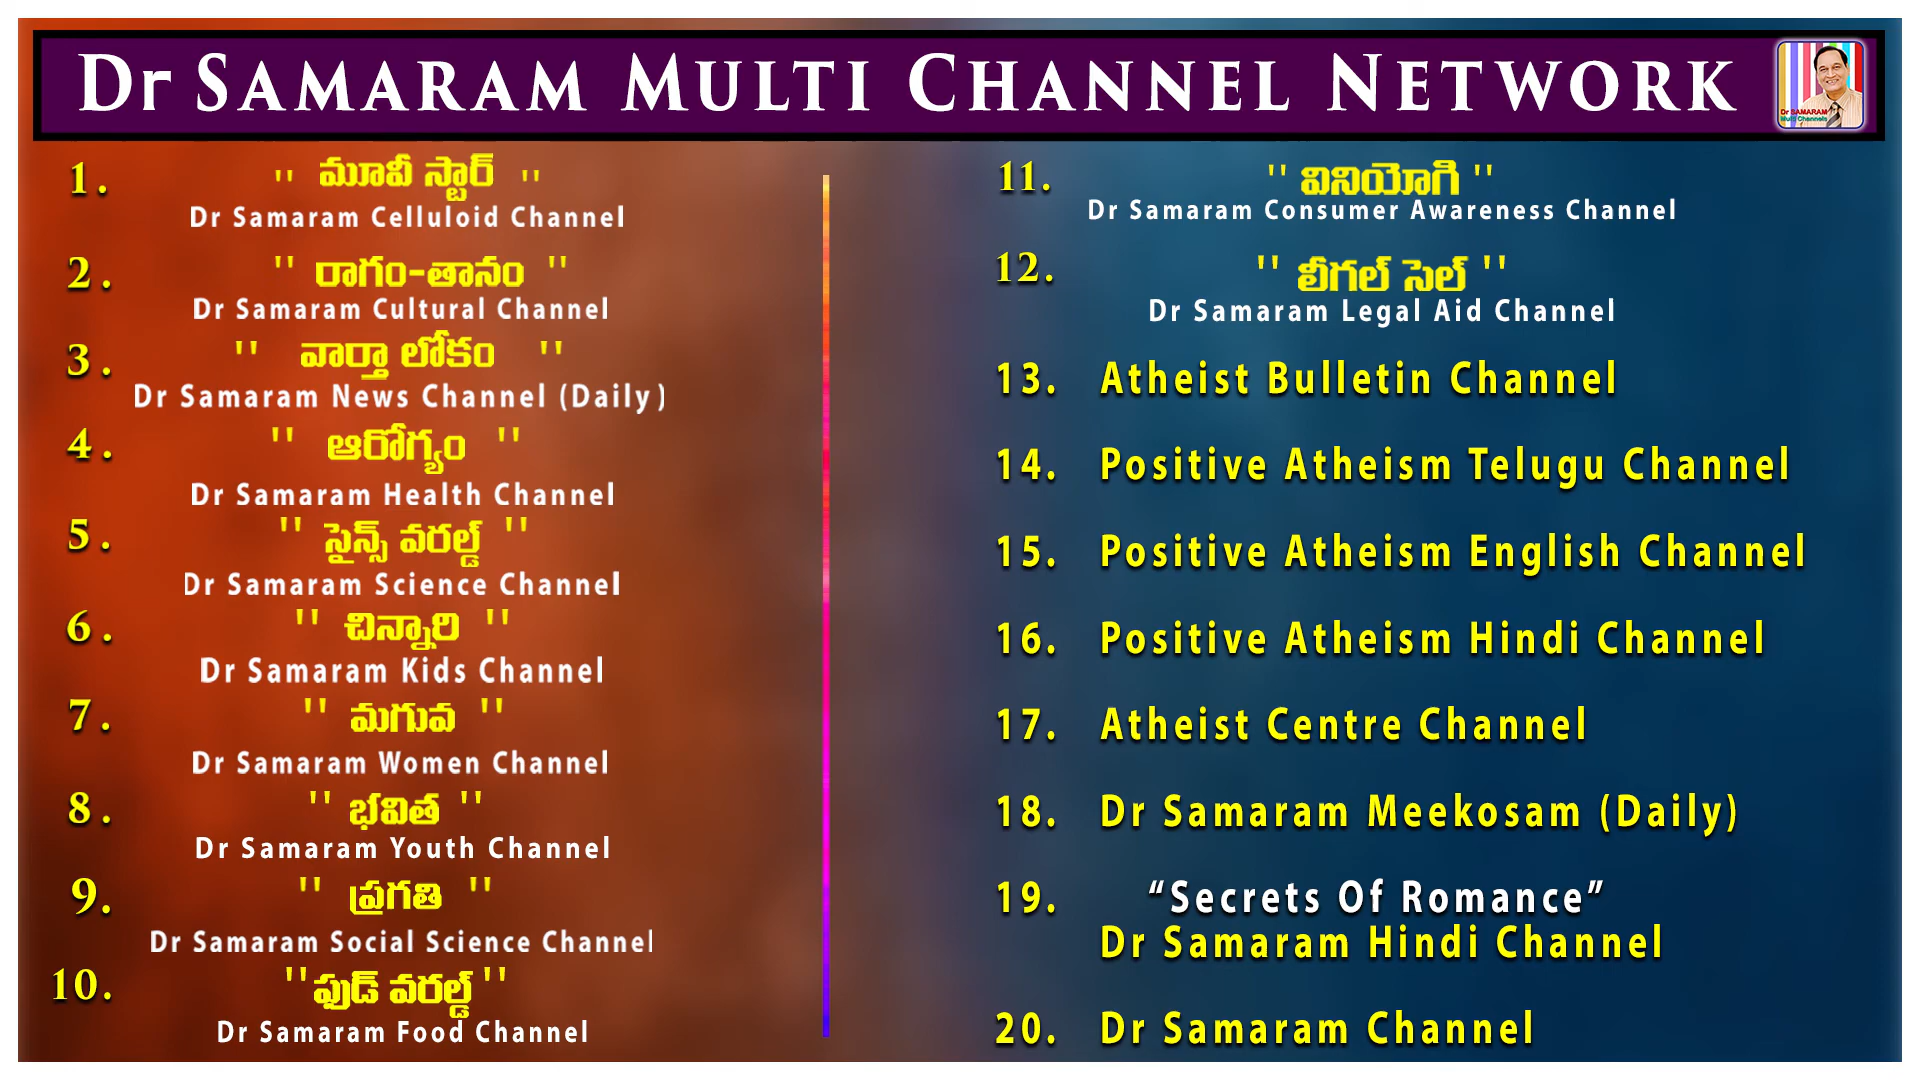 Dr Samaram Multi Channel Network
Dr SAMARAM
Multi Channels
1. '' మూవీ స్టార్ ''
Dr Samaram Celluloid Channel
2. '' రాగం-తానం ''
Dr Samaram Cultural Channel
3. '' వార్తా లోకం ''
Dr Samaram News Channel (Daily)
4. '' ఆరోగ్యం ''
Dr Samaram Health Channel
5. '' సైన్స్ వరల్డ్ ''
Dr Samaram Science Channel
6. '' చిన్నారి ''
Dr Samaram Kids Channel
7. '' మగువ ''
Dr Samaram Women Channel
8. '' భవిత ''
Dr Samaram Youth Channel
9. '' ప్రగతి ''
Dr Samaram Social Science Channel
10. '' ఫుడ్ వరల్డ్ ''
Dr Samaram Food Channel
11. '' వినియోగి ''
Dr Samaram Consumer Awareness Channel
12. '' లీగల్ సెల్ ''
Dr Samaram Legal Aid Channel
13. Atheist Bulletin Channel
14. Positive Atheism Telugu Channel
15. Positive Atheism English Channel
16. Positive Atheism Hindi Channel
17. Atheist Centre Channel
18. Dr Samaram Meekosam (Daily)
19. “Secrets Of Romance”
Dr Samaram Hindi Channel
20. Dr Samaram Channel